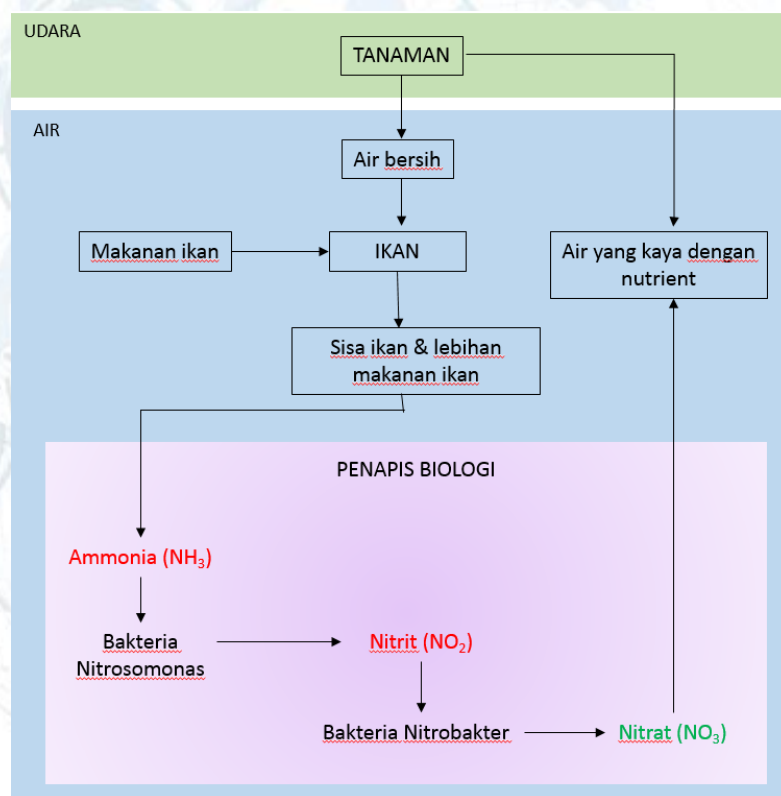 UDARA
TANAMAN
AIR
Air bersih
Makanan ikan
IKAN
Air yang kaya dengan
nutrient
Sisa ikan & lebihan
makanan ikan
PENAPIS BIOLOGI
Ammonia (NH₃)
Bakteria
Nitrosomonas
Nitrit (NO₂)
Bakteria Nitrobakter
Nitrat (NO₃)